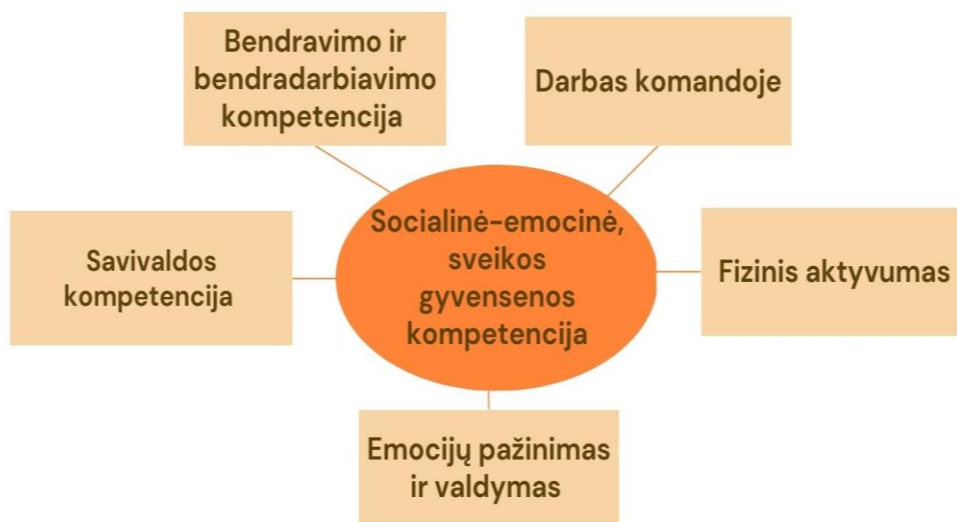 Bendravimo ir
bendradarbiavimo
kompetencija
Darbas komandoje
Socialinė-emocinė,
sveikos
gyvensenos
kompetencija
Savivaldos
kompetencija
Fizinis aktyvumas
Emocijų pažinimas
ir valdymas